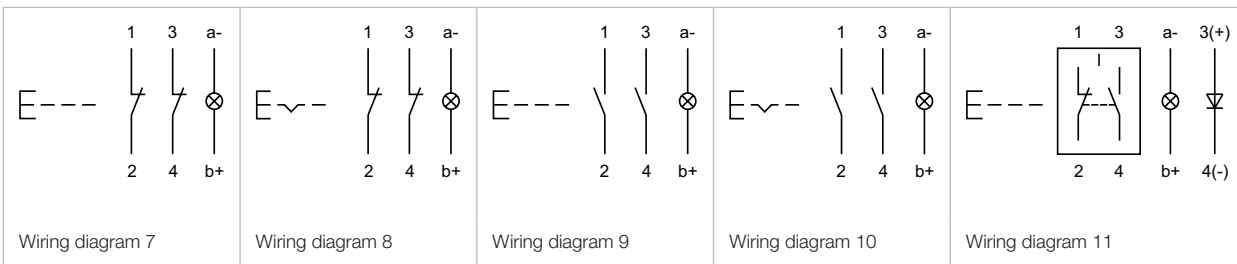 1 3 a-
2 4 b+
Wiring diagram 7
1 3 a-
2 4 b+
Wiring diagram 8
1 3 a-
2 4 b+
Wiring diagram 9
1 3 a-
2 4 b+
Wiring diagram 10
1 3 a- 3(+)
I
2 4 b+ 4(-)
Wiring diagram 11